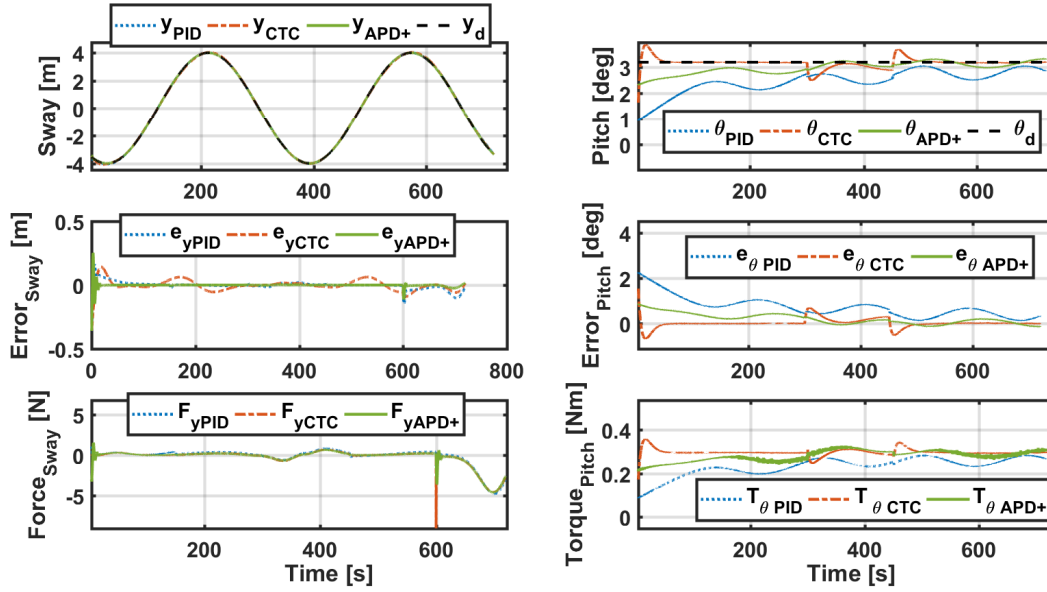 y_PID y_CTC y_APD+ y_d
Sway [m]
4
2
0
-2
-4
200 400 600
θ_PID θ_CTC θ_APD+ θ_d
Pitch [deg]
3
2
1
0
200 400 600
e_yPID e_yCTC e_yAPD+
Error_Sway [m]
0.5
0
-0.5
0 200 400 600 800
e_θ PID e_θ CTC e_θ APD+
Error_Pitch [deg]
4
2
0
200 400 600
F_yPID F_yCTC F_yAPD+
Force_Sway [N]
5
0
-5
200 400 600
Time [s]
T_θ PID T_θ CTC T_θ APD+
Torque_Pitch [Nm]
0.4
0.2
0
200 400 600
Time [s]